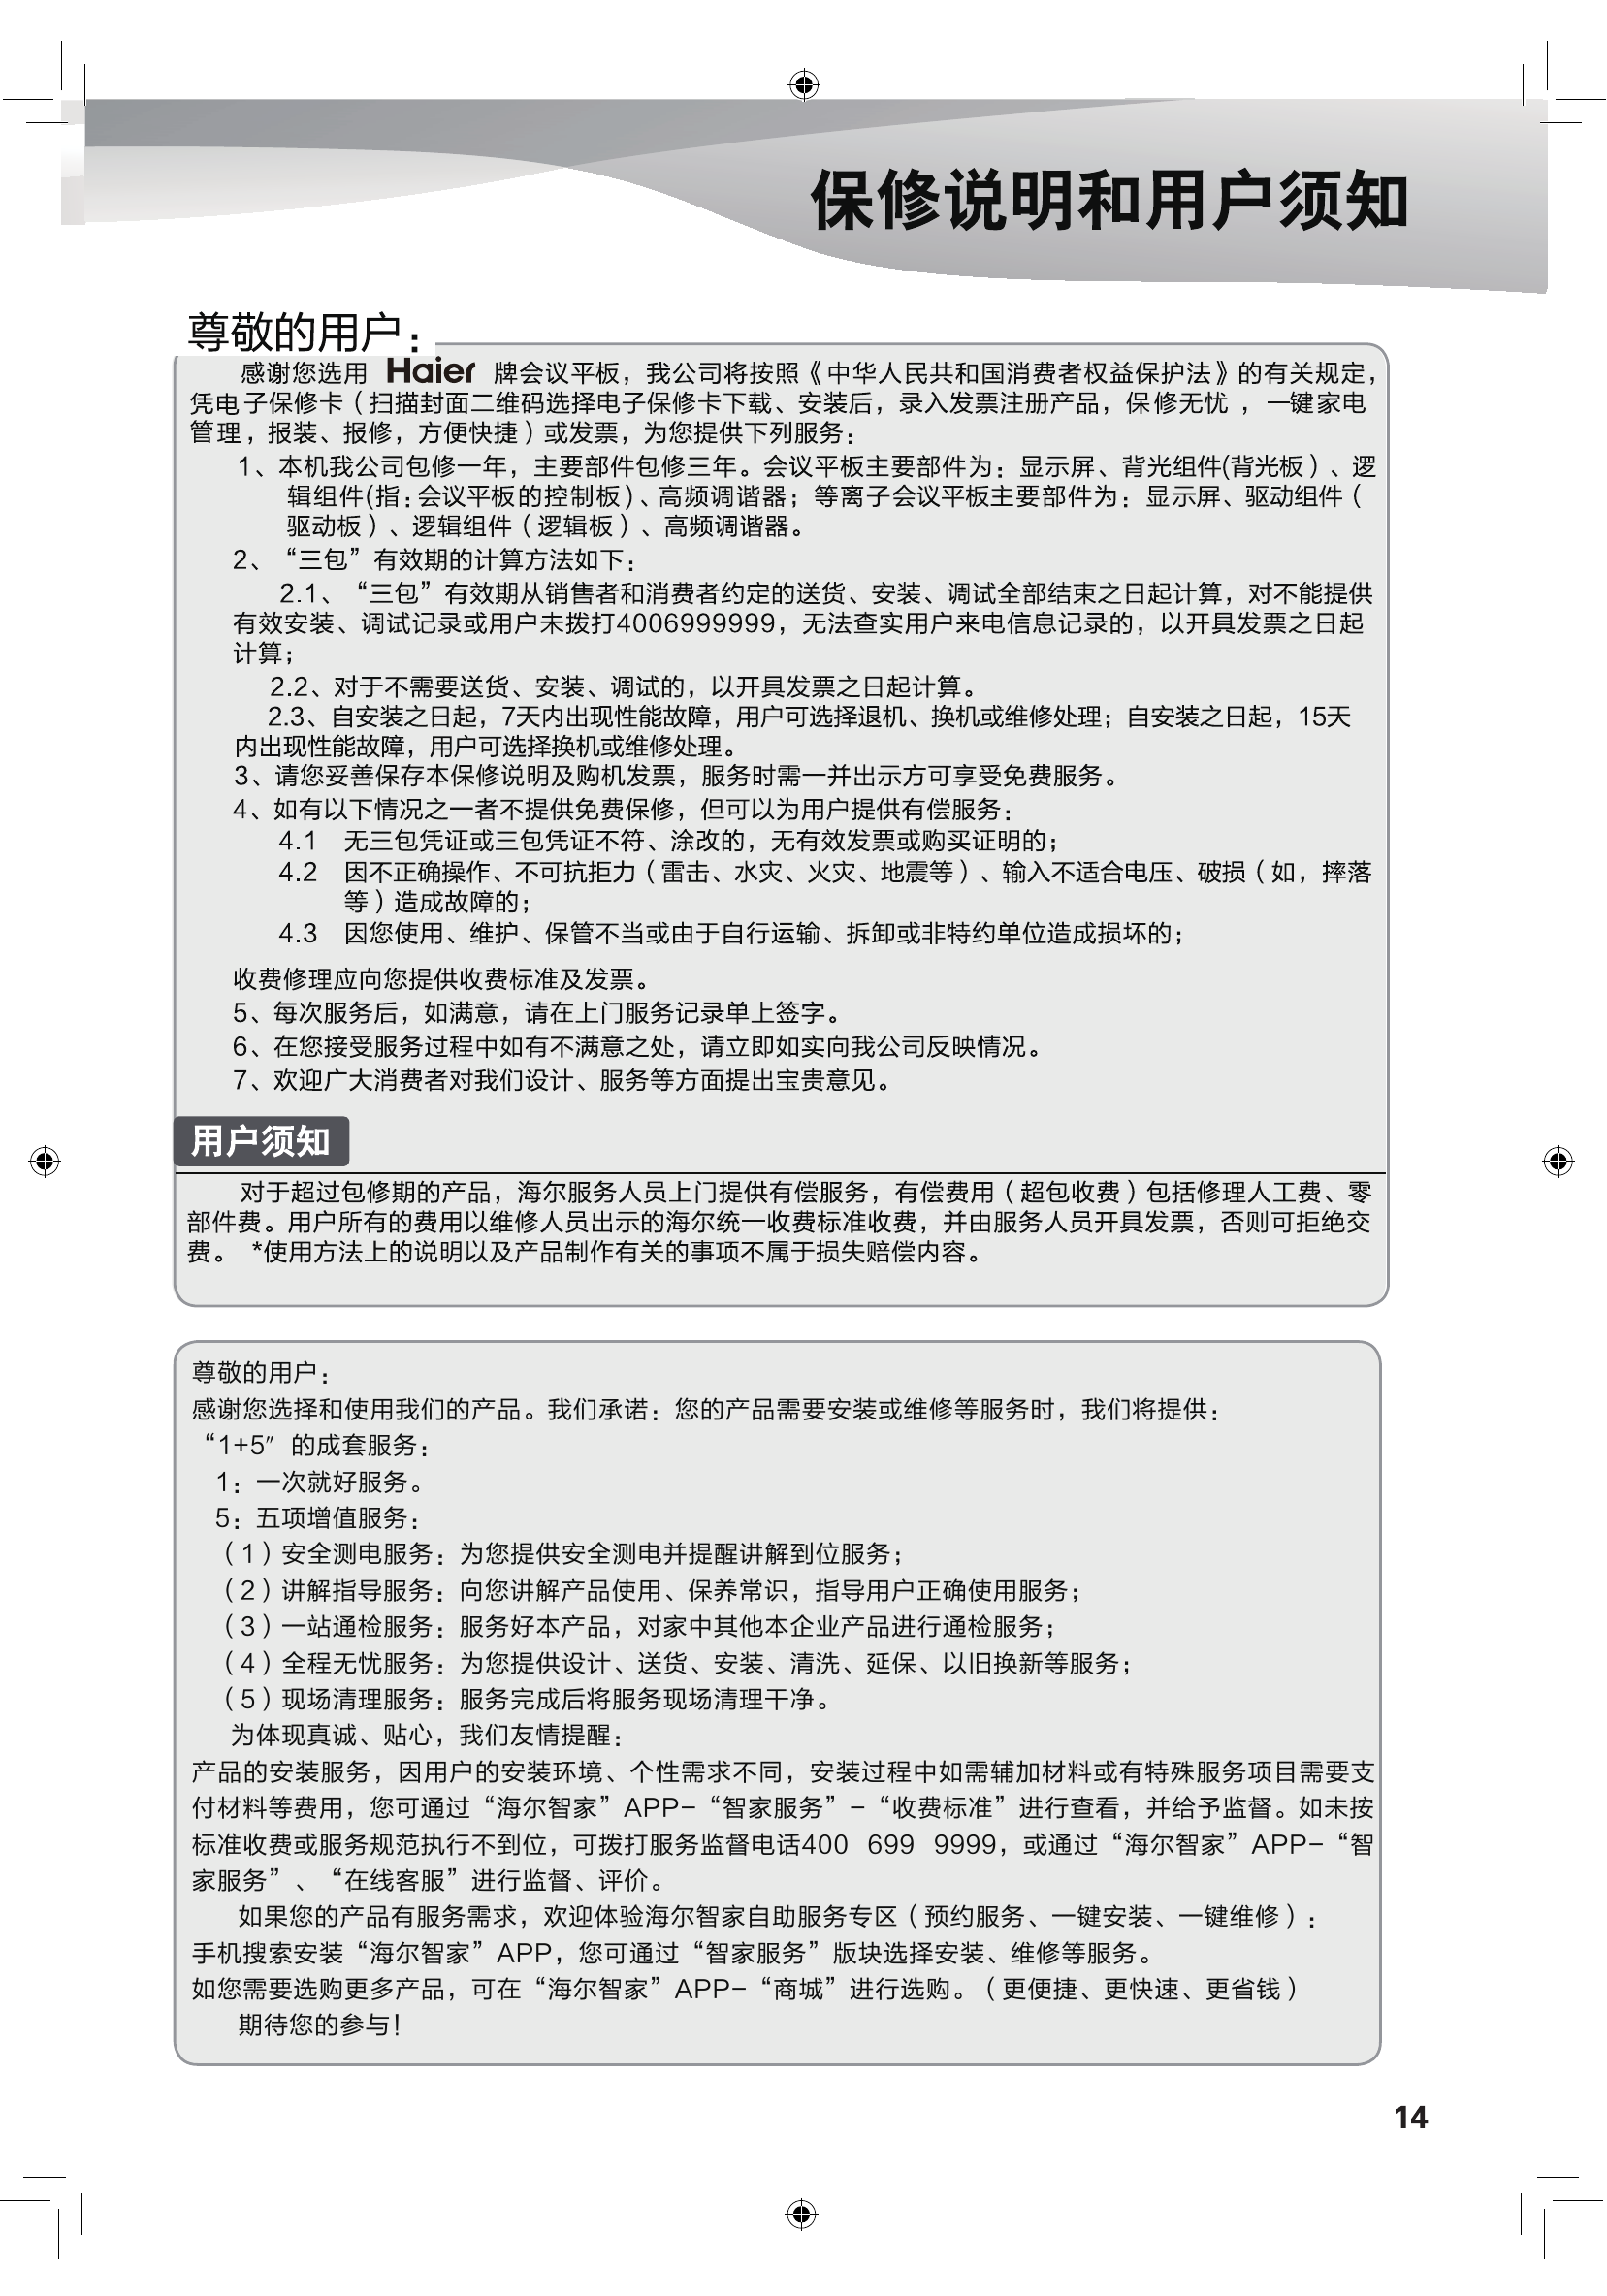 保修说明和用户须知
尊敬的用户：
感谢您选用 Haier 牌会议平板，我公司将按照《中华人民共和国消费者权益保护法》的有关规定，
凭电子保修卡（扫描封面二维码选择电子保修卡下载、安装后，录入发票注册产品，保修无忧，一键家电
管理，报装、报修，方便快捷）或发票，为您提供下列服务：
1、本机我公司包修一年，主要部件包修三年。会议平板主要部件为：显示屏、背光组件(背光板）、逻
辑组件(指：会议平板的控制板)、高频调谐器；等离子会议平板主要部件为：显示屏、驱动组件（
驱动板）、逻辑组件（逻辑板）、高频调谐器。
2、“三包”有效期的计算方法如下：
2.1、“三包”有效期从销售者和消费者约定的送货、安装、调试全部结束之日起计算，对不能提供
有效安装、调试记录或用户未拨打4006999999，无法查实用户来电信息记录的，以开具发票之日起
计算；
2.2、对于不需要送货、安装、调试的，以开具发票之日起计算。
2.3、自安装之日起，7天内出现性能故障，用户可选择退机、换机或维修处理；自安装之日起，15天
内出现性能故障，用户可选择换机或维修处理。
3、请您妥善保存本保修说明及购机发票，服务时需一并出示方可享受免费服务。
4、如有以下情况之一者不提供免费保修，但可以为用户提供有偿服务：
4.1 无三包凭证或三包凭证不符、涂改的，无有效发票或购买证明的；
4.2 因不正确操作、不可抗拒力（雷击、水灾、火灾、地震等）、输入不适合电压、破损（如，摔落
等）造成故障的；
4.3 因您使用、维护、保管不当或由于自行运输、拆卸或非特约单位造成损坏的；
收费修理应向您提供收费标准及发票。
5、每次服务后，如满意，请在上门服务记录单上签字。
6、在您接受服务过程中如有不满意之处，请立即如实向我公司反映情况。
7、欢迎广大消费者对我们设计、服务等方面提出宝贵意见。
用户须知
对于超过包修期的产品，海尔服务人员上门提供有偿服务，有偿费用（超包收费）包括修理人工费、零
部件费。用户所有的费用以维修人员出示的海尔统一收费标准收费，并由服务人员开具发票，否则可拒绝交
费。 *使用方法上的说明以及产品制作有关的事项不属于损失赔偿内容。
尊敬的用户：
感谢您选择和使用我们的产品。我们承诺：您的产品需要安装或维修等服务时，我们将提供：
“1+5″ 的成套服务：
1：一次就好服务。
5：五项增值服务：
（1）安全测电服务：为您提供安全测电并提醒讲解到位服务；
（2）讲解指导服务：向您讲解产品使用、保养常识，指导用户正确使用服务；
（3）一站通检服务：服务好本产品，对家中其他本企业产品进行通检服务；
（4）全程无忧服务：为您提供设计、送货、安装、清洗、延保、以旧换新等服务；
（5）现场清理服务：服务完成后将服务现场清理干净。
为体现真诚、贴心，我们友情提醒：
产品的安装服务，因用户的安装环境、个性需求不同，安装过程中如需辅加材料或有特殊服务项目需要支
付材料等费用，您可通过“海尔智家”APP-“智家服务”-“收费标准”进行查看，并给予监督。如未按
标准收费或服务规范执行不到位，可拨打服务监督电话400 699 9999，或通过“海尔智家”APP-“智
家服务”、“在线客服”进行监督、评价。
如果您的产品有服务需求，欢迎体验海尔智家自助服务专区（预约服务、一键安装、一键维修）：
手机搜索安装“海尔智家”APP，您可通过“智家服务”版块选择安装、维修等服务。
如您需要选购更多产品，可在“海尔智家”APP-“商城”进行选购。（更便捷、更快速、更省钱）
期待您的参与！
14